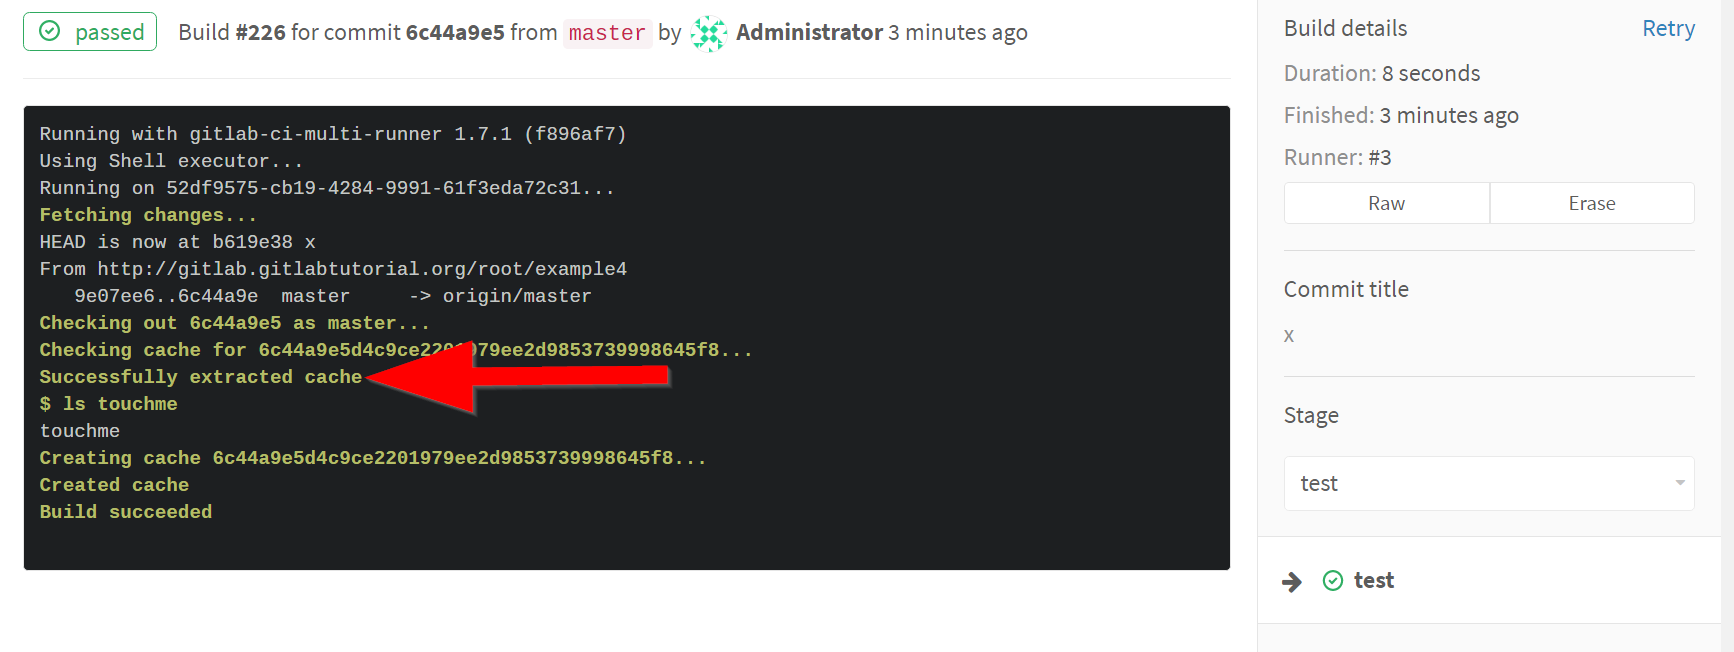 passed Build #226 for commit 6c44a9e5 from master by Administrator 3 minutes ago
Running with gitlab-ci-multi-runner 1.7.1 (f896af7)
Using Shell executor...
Running on 52df9575-cb19-4284-9991-61f3eda72c31...
Fetching changes...
HEAD is now at b619e38 x
From http://gitlab.gitlabtutorial.org/root/example4
9e07ee6..6c44a9e master -> origin/master
Checking out 6c44a9e5 as master...
Checking cache for 6c44a9e5d4c9ce2201979ee2d9853739998645f8...
Successfully extracted cache
$ ls touchme
touchme
Creating cache 6c44a9e5d4c9ce2201979ee2d9853739998645f8...
Created cache
Build succeeded
Build details Retry
Duration: 8 seconds
Finished: 3 minutes ago
Runner: #3
Raw Erase
Commit title
x
Stage
test
test